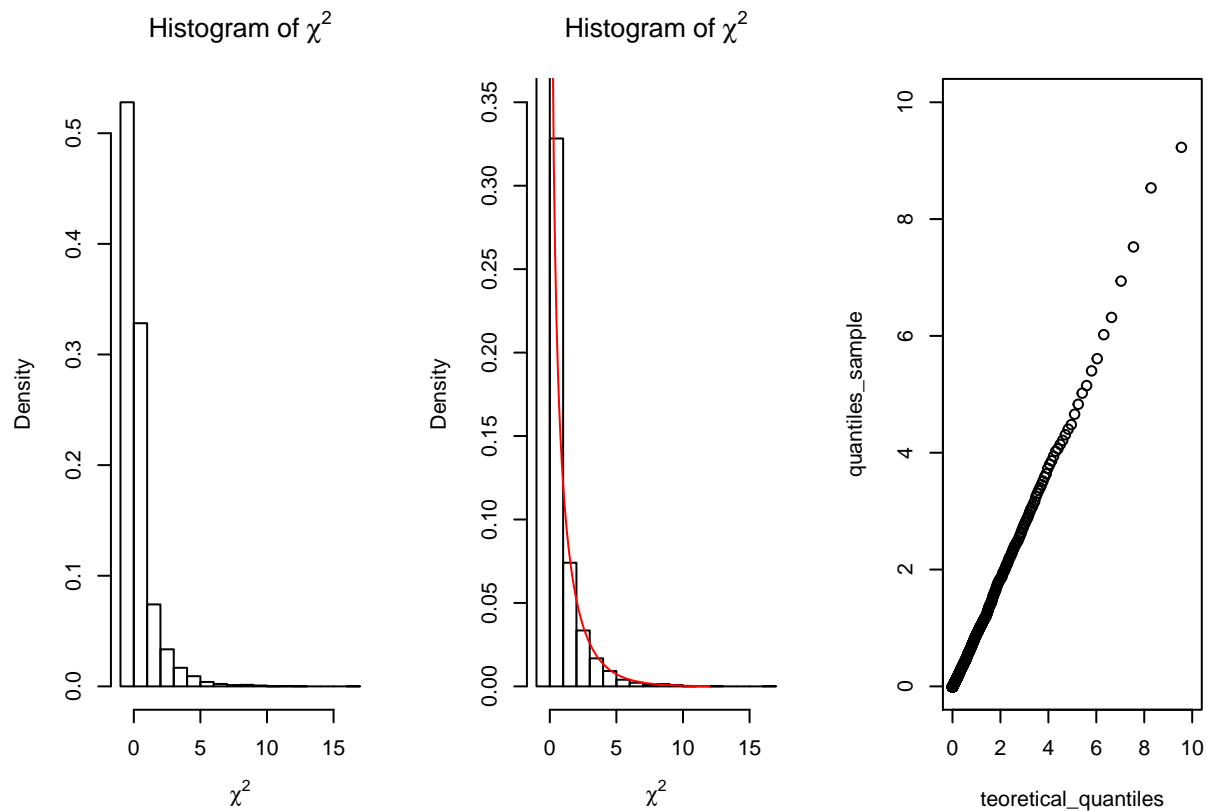 Histogram of χ²
Density
0.0 0.1 0.2 0.3 0.4 0.5
0 5 10 15
χ²
Histogram of χ²
Density
0.00 0.05 0.10 0.15 0.20 0.25 0.30 0.35
0 5 10 15
χ²
quantiles_sample
0 2 4 6 8 10
0 2 4 6 8 10
teoretical_quantiles